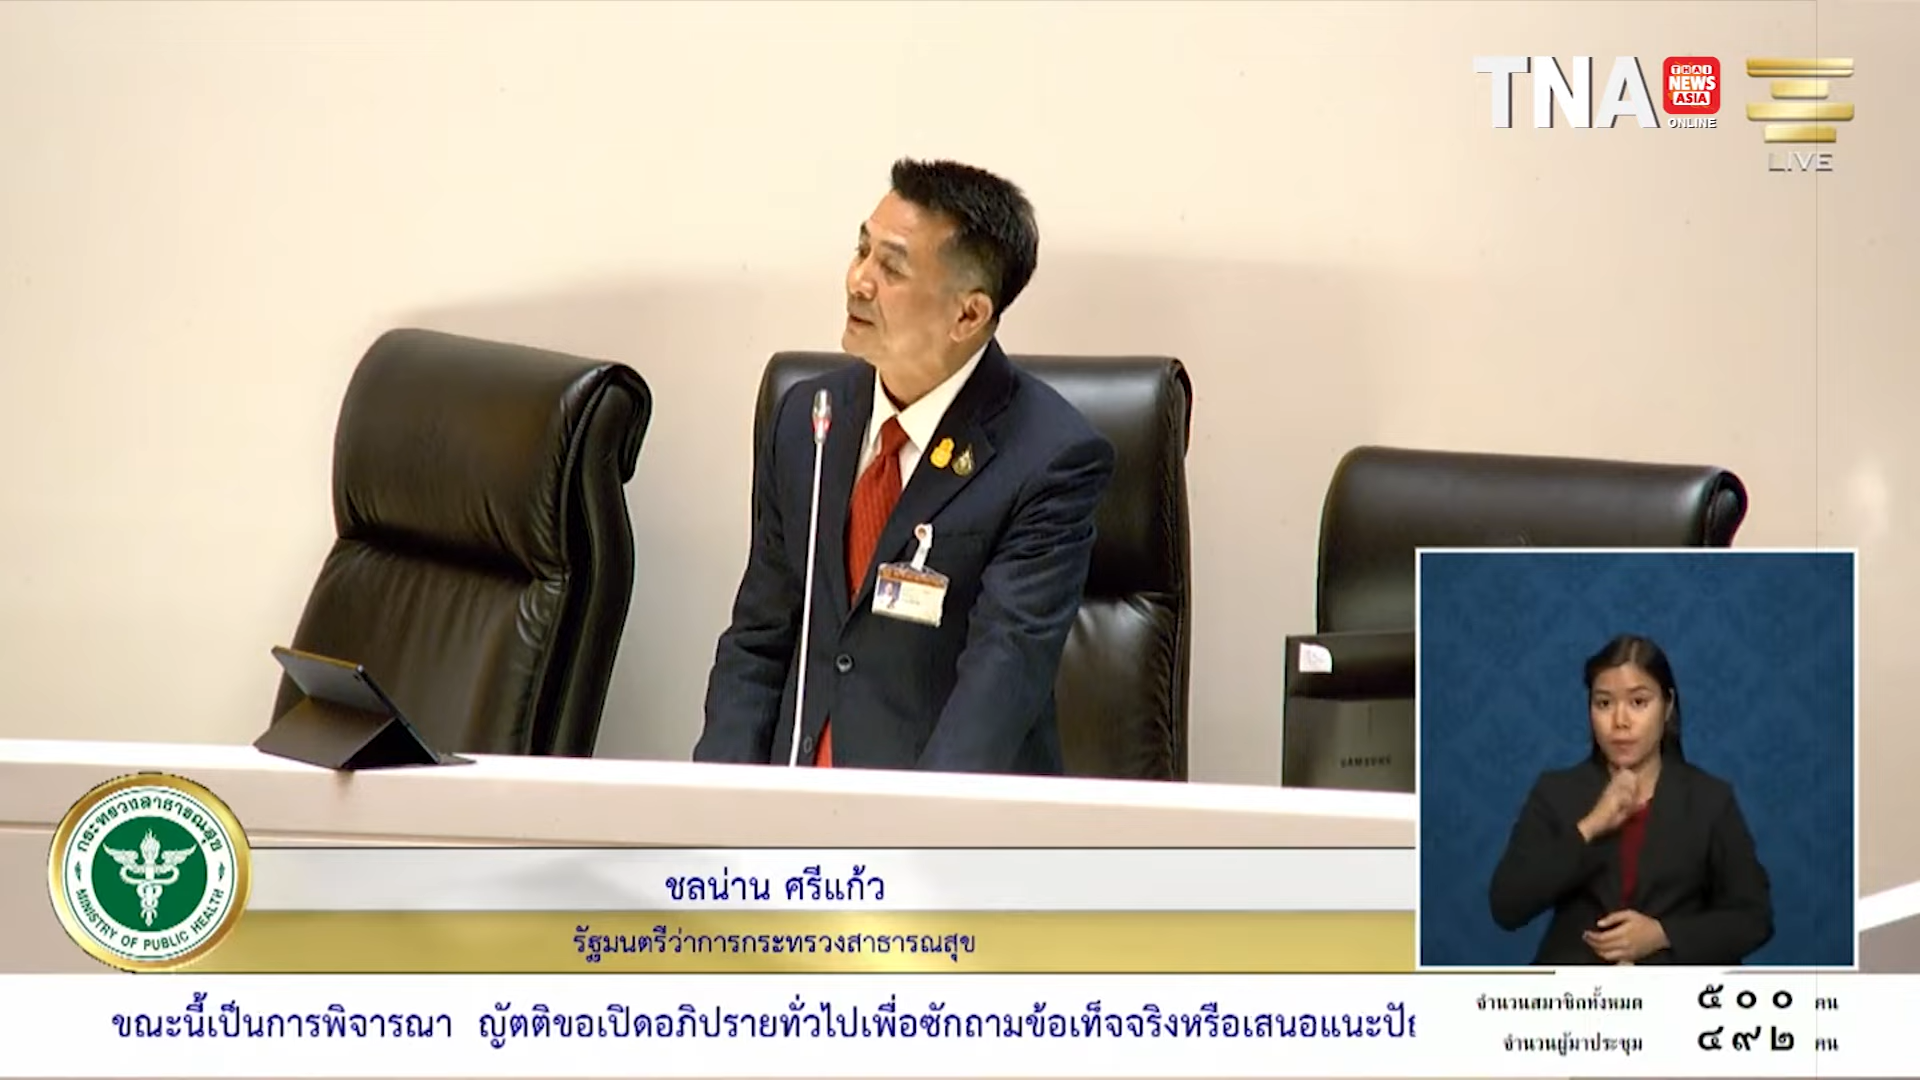 TNA
THAI
NEWS
ASIA
ONLINE
LIVE
SAMSUNG
กระทรวงสาธารณสุข
MINISTRY OF PUBLIC HEALTH
ชลน่าน ศรีแก้ว
รัฐมนตรีว่าการกระทรวงสาธารณสุข
ขณะนี้เป็นการพิจารณา ญัตติขอเปิดอภิปรายทั่วไปเพื่อซักถามข้อเท็จจริงหรือเสนอแนะ
จำนวนสมาชิกทั้งหมด ๕๐๐ คน
จำนวนผู้มาประชุม ๔๙๒ คน